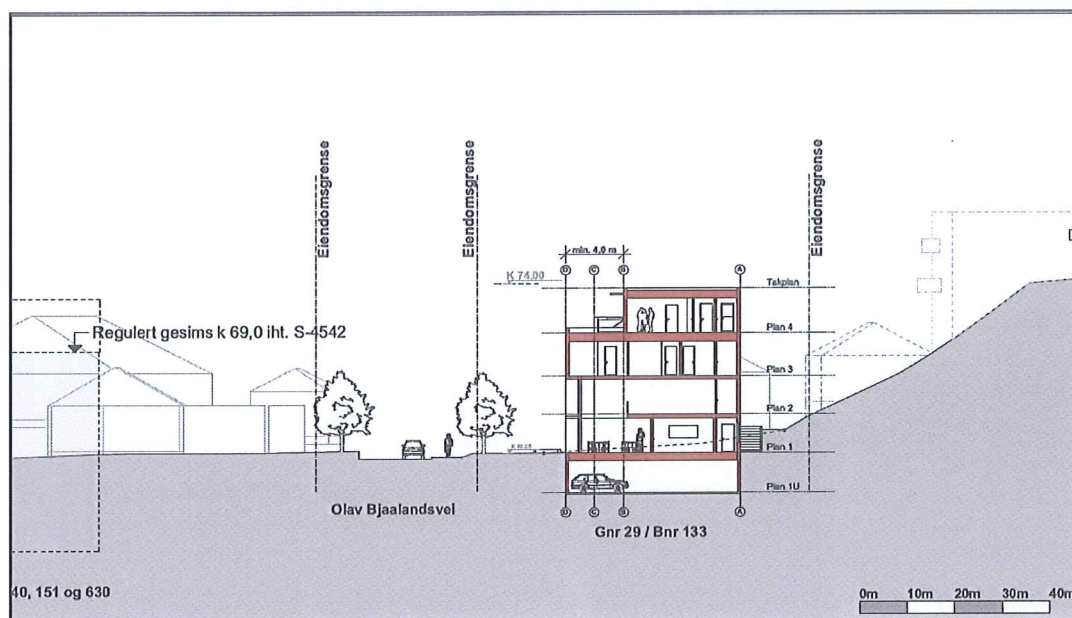 Eiendomsgrense
Eiendomsgrense
Eiendomsgrense
min. 4,0 m
D C B A
K 74.00
Takplan
Regulert gesims k 69,0 iht. S-4542
Plan 4
Plan 3
Plan 2
Plan 1
Plan 1U
Olav Bjaalandsvei
D C B A
Gnr 29 / Bnr 133
40, 151 og 630
0m 10m 20m 30m 40m